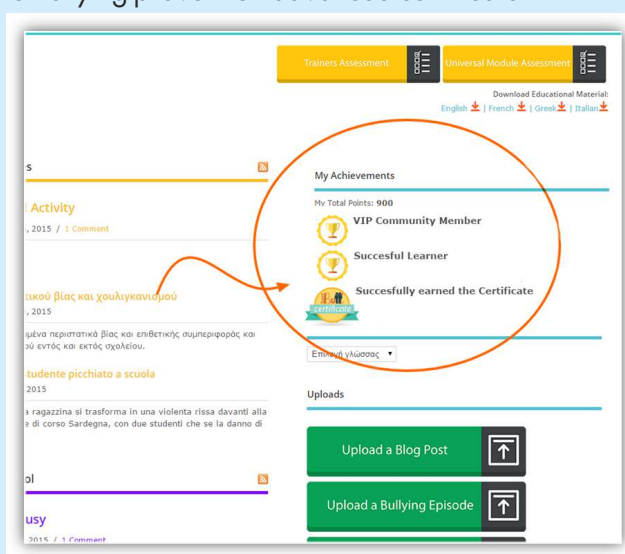 Trainers Assessment
Universal Module Assessment
Download Educational Material:
English | French | Greek | Italian
s
My Achievements
My Total Points: 900
Activity
VIP Community Member
, 2015 / 1 Comment
Succesful Learner
Succesfully earned the Certificate
certificate
τικού βίας και χουλιγκανισμού
, 2015
μένα περιστατικά βίας και επιθετικής συμπεριφοράς και
ού εντός και εκτός σχολείου.
Επιλογή γλώσσας
tudente picchiato a scuola
2015
Uploads
a ragazzina si trasforma in una violenta rissa davanti alla
e di corso Sardegna, con due studenti che se la danno di
Upload a Blog Post
ol
Upload a Bullying Episode
usy
2015 / 1 Comment